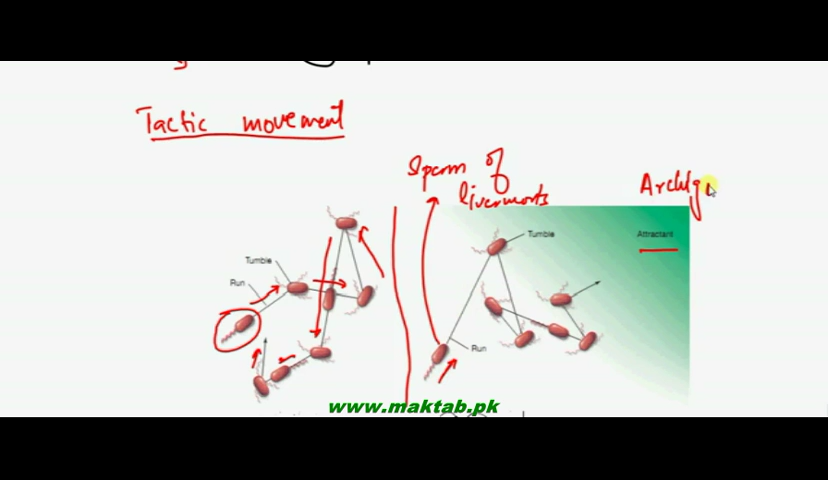 Tactic movement
Sperm of
liverworts
Tumble
Run
Tumble
Attractant
Run
www.maktab.pk